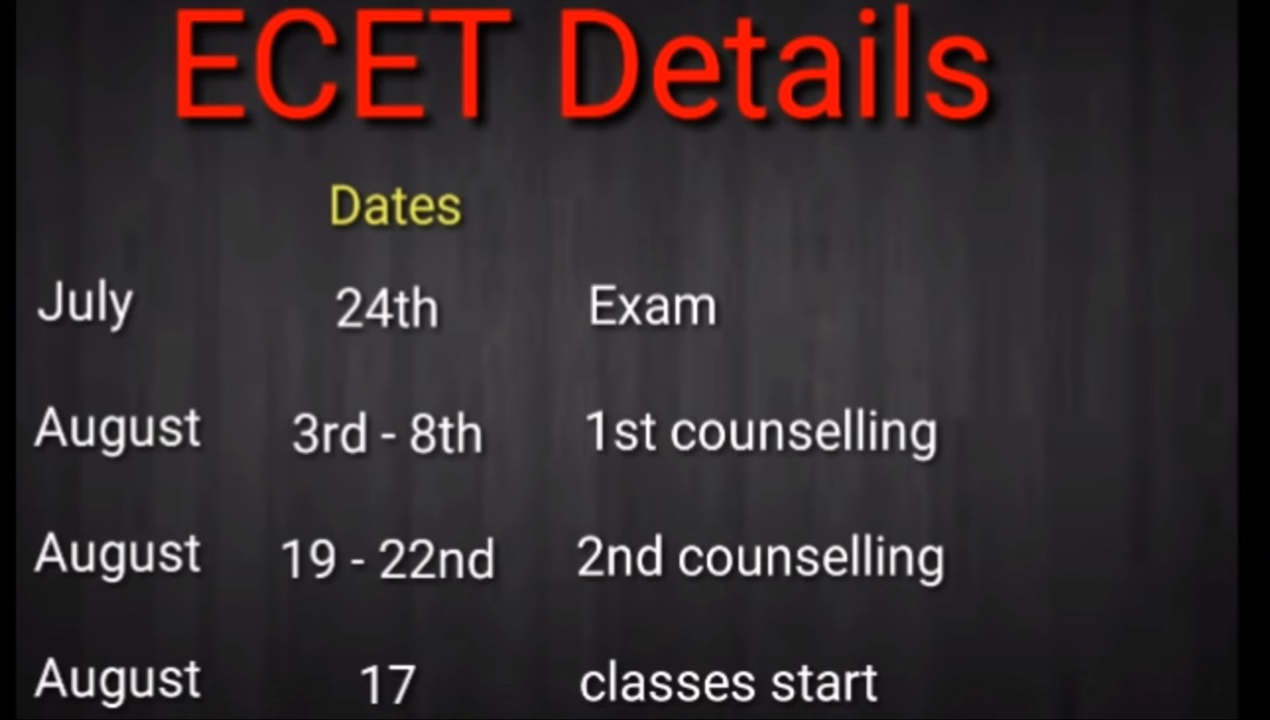 ECET Details
Dates
July 24th Exam
August 3rd - 8th 1st counselling
August 19 - 22nd 2nd counselling
August 17 classes start